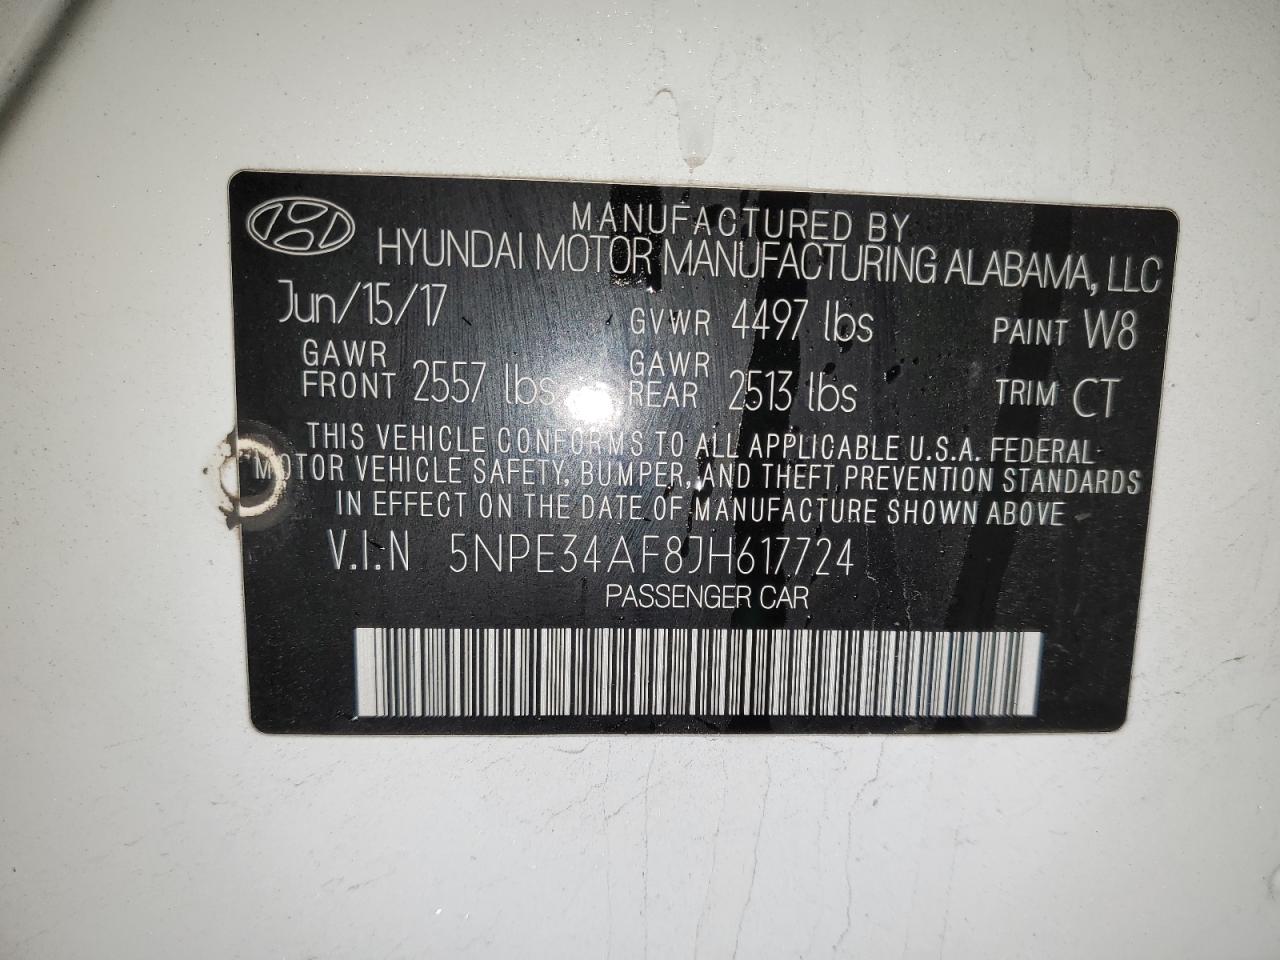 MANUFACTURED BY
HYUNDAI MOTOR MANUFACTURING ALABAMA, LLC
Jun/15/17 GVWR 4497 lbs PAINT W8
GAWR FRONT 2557 lbs GAWR REAR 2513 lbs TRIM CT
THIS VEHICLE CONFORMS TO ALL APPLICABLE U.S.A. FEDERAL
MOTOR VEHICLE SAFETY, BUMPER, AND THEFT PREVENTION STANDARDS
IN EFFECT ON THE DATE OF MANUFACTURE SHOWN ABOVE
V.I.N 5NPE34AF8JH617724
PASSENGER CAR